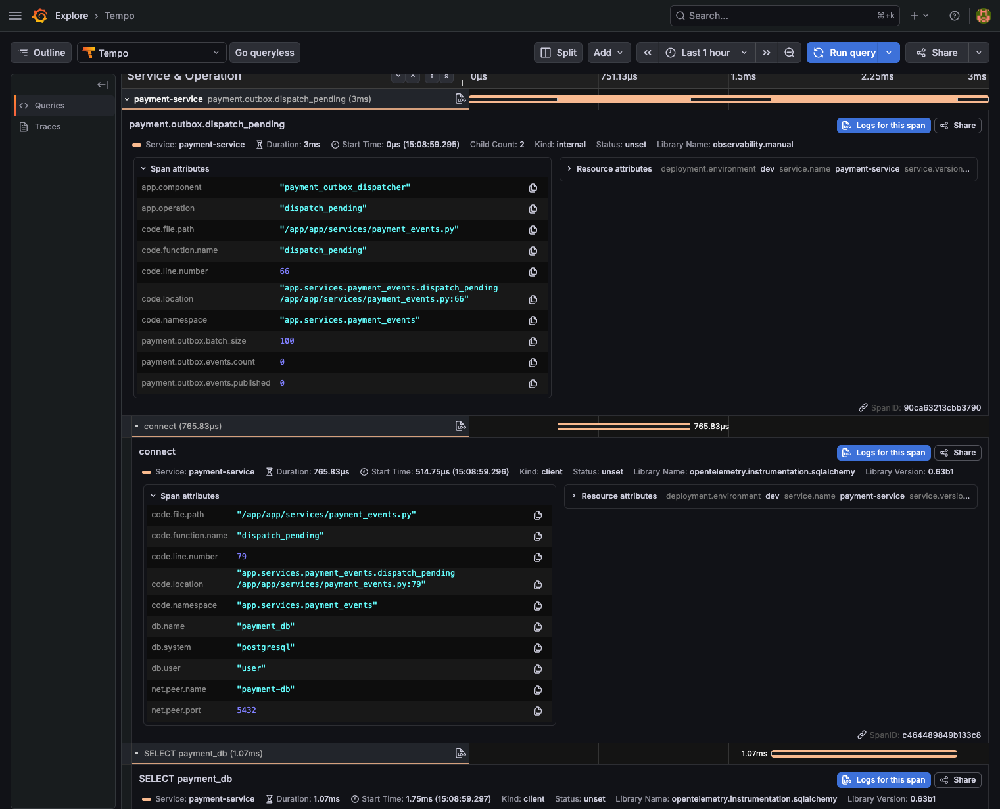 Explore › Tempo
Search... ⌘+k
Outline Tempo Go queryless Split Add Last 1 hour Run query Share
Queries
Traces
Service & Operation 0µs 751.13µs 1.5ms 2.25ms 3ms
payment-service payment.outbox.dispatch_pending (3ms) LOG
payment.outbox.dispatch_pending Logs for this span Share
Service: payment-service Duration: 3ms Start Time: 0µs (15:08:59.295) Child Count: 2 Kind: internal Status: unset Library Name: observability.manual
Span attributes
Resource attributes deployment.environment dev service.name payment-service service.version...
app.component "payment_outbox_dispatcher"
app.operation "dispatch_pending"
code.file.path "/app/app/services/payment_events.py"
code.function.name "dispatch_pending"
code.line.number 66
code.location "app.services.payment_events.dispatch_pending
/app/app/services/payment_events.py:66"
code.namespace "app.services.payment_events"
payment.outbox.batch_size 100
payment.outbox.events.count 0
payment.outbox.events.published 0
SpanID: 90ca63213cbb3790
connect (765.83µs) LOG 765.83µs
connect Logs for this span Share
Service: payment-service Duration: 765.83µs Start Time: 514.75µs (15:08:59.296) Kind: client Status: unset Library Name: opentelemetry.instrumentation.sqlalchemy Library Version: 0.63b1
Span attributes
Resource attributes deployment.environment dev service.name payment-service service.versio...
code.file.path "/app/app/services/payment_events.py"
code.function.name "dispatch_pending"
code.line.number 79
code.location "app.services.payment_events.dispatch_pending
/app/app/services/payment_events.py:79"
code.namespace "app.services.payment_events"
db.name "payment_db"
db.system "postgresql"
db.user "user"
net.peer.name "payment-db"
net.peer.port 5432
SpanID: c464489849b133c8
SELECT payment_db (1.07ms) LOG 1.07ms
SELECT payment_db Logs for this span Share
Service: payment-service Duration: 1.07ms Start Time: 1.75ms (15:08:59.297) Kind: client Status: unset Library Name: opentelemetry.instrumentation.sqlalchemy Library Version: 0.63b1